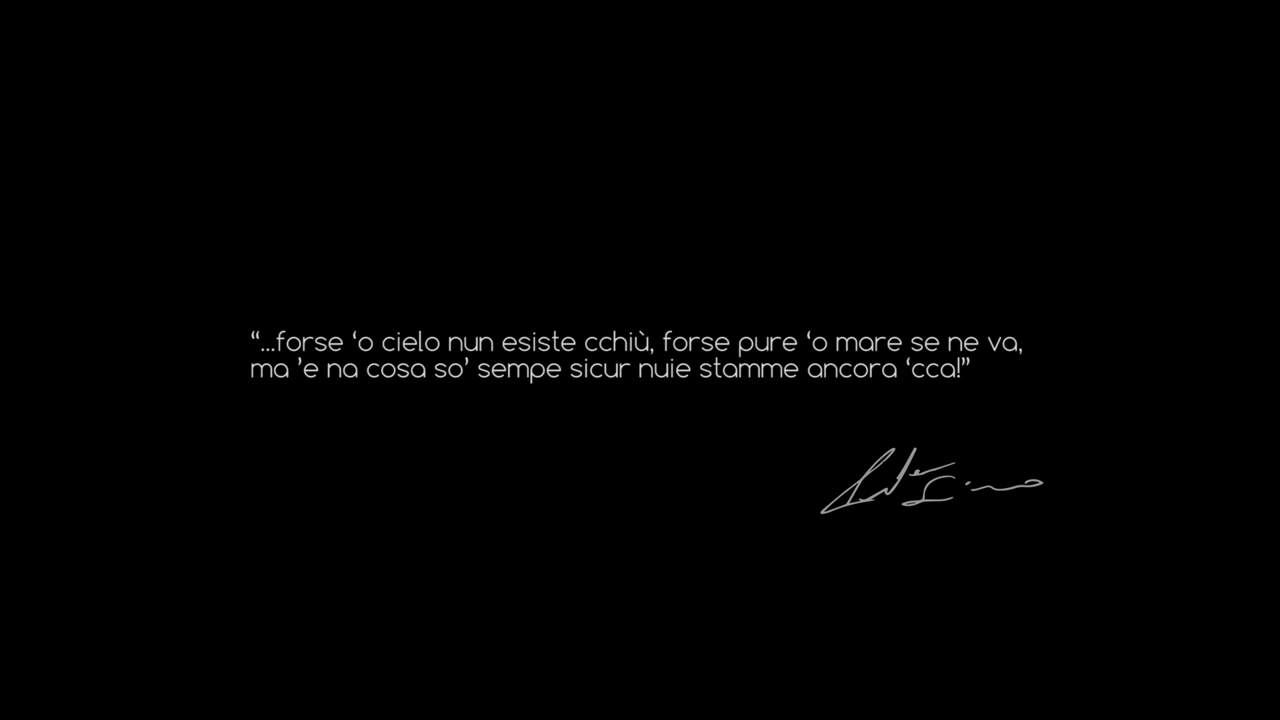 “...forse ‘o cielo nun esiste cchiù, forse pure ‘o mare se ne va,
ma ’e na cosa so’ sempe sicur nuie stamme ancora ‘cca!”